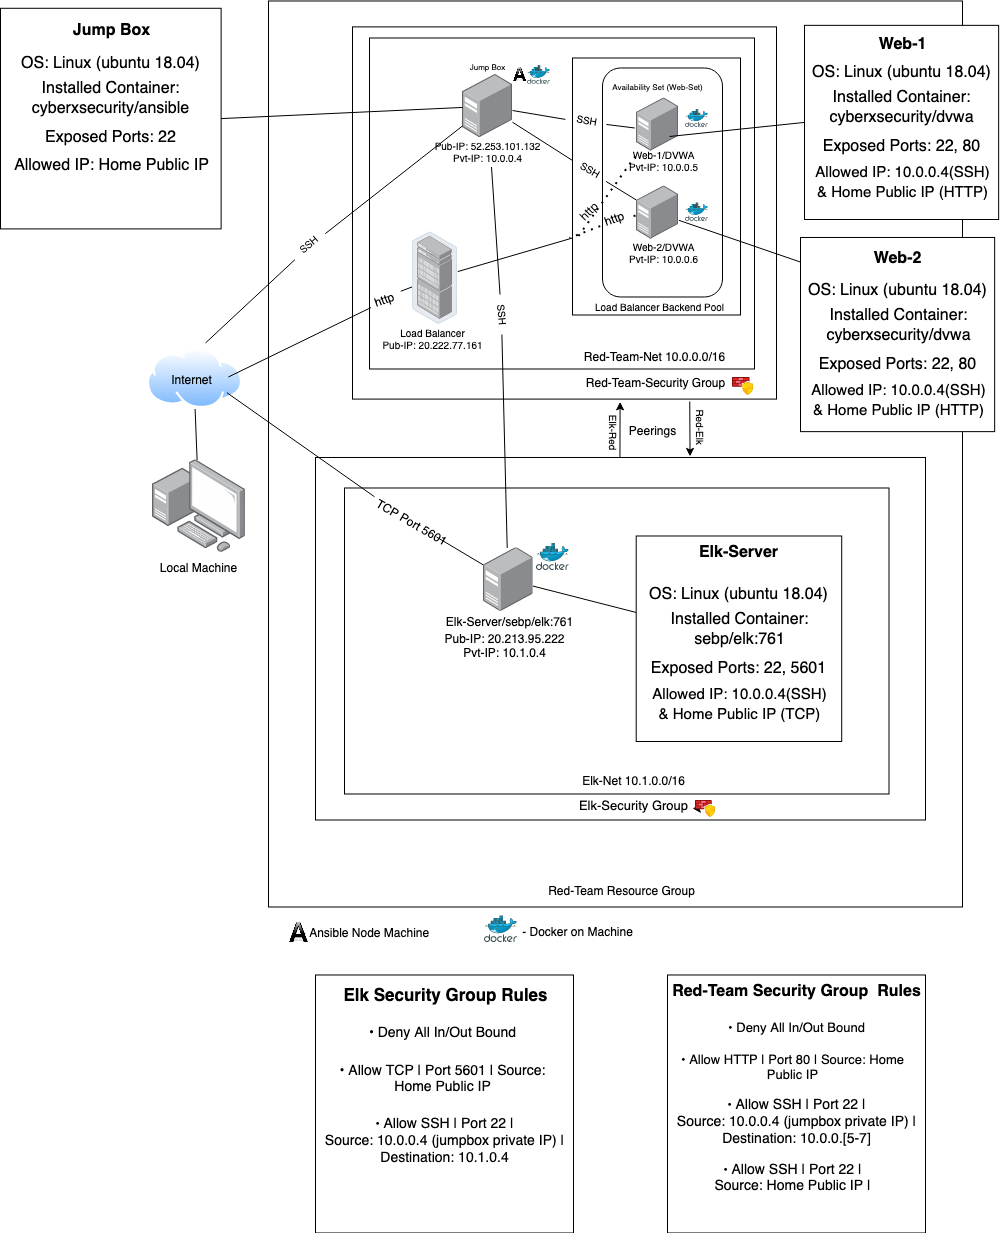 Jump Box
OS: Linux (ubuntu 18.04)
Installed Container:
cyberxsecurity/ansible
Exposed Ports: 22
Allowed IP: Home Public IP
Jump Box
docker
Pub-IP: 52.253.101.132
Pvt-IP: 10.0.0.4
Availability Set (Web-Set)
docker
Web-1/DVWA
Pvt-IP: 10.0.0.5
docker
Web-2/DVWA
Pvt-IP: 10.0.0.6
SSH
SSH
http
http
Load Balancer Backend Pool
Web-1
OS: Linux (ubuntu 18.04)
Installed Container:
cyberxsecurity/dvwa
Exposed Ports: 22, 80
Allowed IP: 10.0.0.4(SSH)
& Home Public IP (HTTP)
Web-2
OS: Linux (ubuntu 18.04)
Installed Container:
cyberxsecurity/dvwa
Exposed Ports: 22, 80
Allowed IP: 10.0.0.4(SSH)
& Home Public IP (HTTP)
SSH
http
SSH
Load Balancer
Pub-IP: 20.222.77.161
Red-Team-Net 10.0.0.0/16
Red-Team-Security Group
Internet
Elk-Red
Peerings
Red-Elk
Local Machine
TCP Port 5601
docker
Elk-Server/sebp/elk:761
Pub-IP: 20.213.95.222
Pvt-IP: 10.1.0.4
Elk-Server
OS: Linux (ubuntu 18.04)
Installed Container:
sebp/elk:761
Exposed Ports: 22, 5601
Allowed IP: 10.0.0.4(SSH)
& Home Public IP (TCP)
Elk-Net 10.1.0.0/16
Elk-Security Group
Red-Team Resource Group
Ansible Node Machine
docker
- Docker on Machine
Elk Security Group Rules
• Deny All In/Out Bound
• Allow TCP | Port 5601 | Source:
Home Public IP
• Allow SSH | Port 22 |
Source: 10.0.0.4 (jumpbox private IP) |
Destination: 10.1.0.4
Red-Team Security Group Rules
• Deny All In/Out Bound
• Allow HTTP | Port 80 | Source: Home
Public IP
• Allow SSH | Port 22 |
Source: 10.0.0.4 (jumpbox private IP) |
Destination: 10.0.0.[5-7]
• Allow SSH | Port 22 |
Source: Home Public IP |